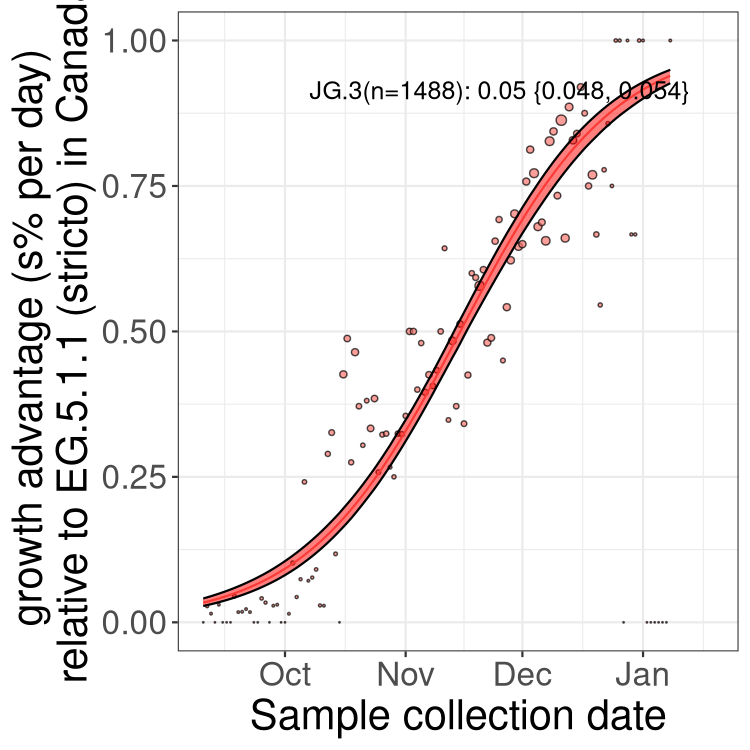 growth advantage (s% per day)
relative to EG.5.1.1 (stricto) in Canada
1.00
0.75
0.50
0.25
0.00
JG.3(n=1488): 0.05 {0.048, 0.054}
Oct Nov Dec Jan
Sample collection date